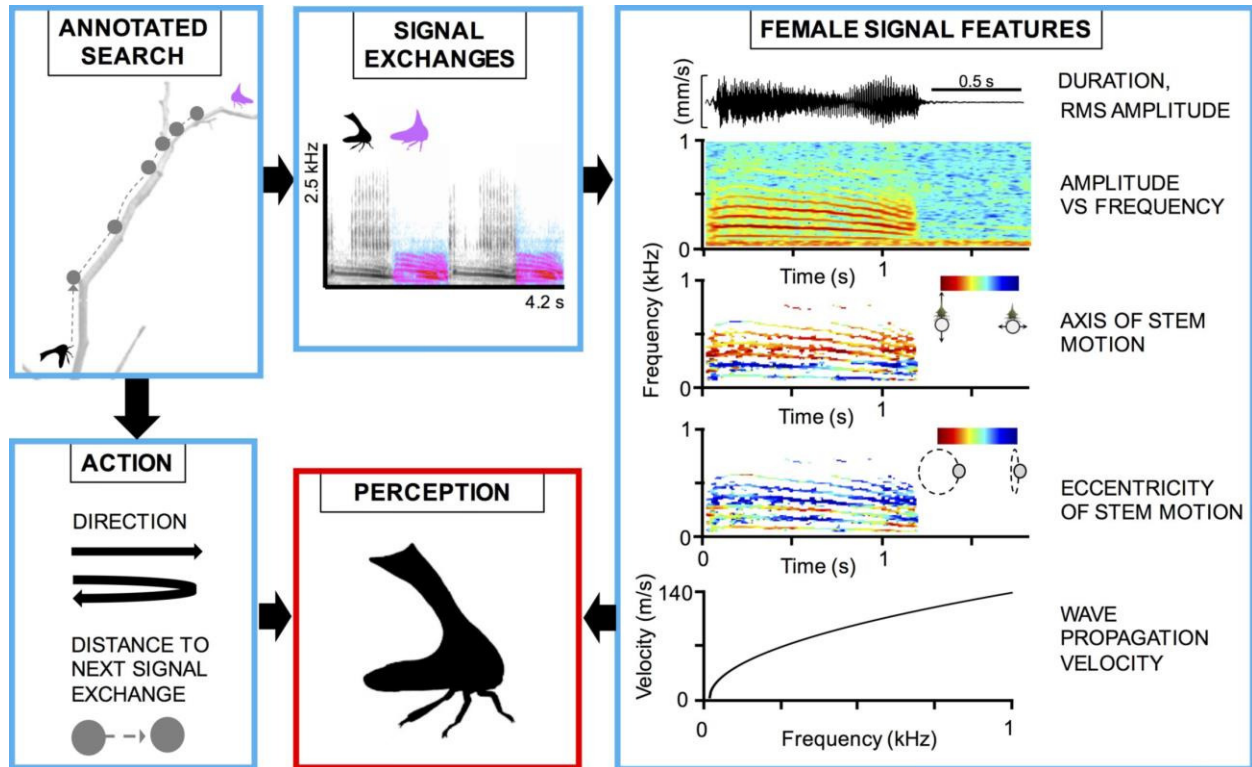 ANNOTATED
SEARCH
SIGNAL
EXCHANGES
2.5 kHz
4.2 s
ACTION
DIRECTION
DISTANCE TO
NEXT SIGNAL
EXCHANGE
PERCEPTION
FEMALE SIGNAL FEATURES
(mm/s)
0.5 s
DURATION,
RMS AMPLITUDE
1
0
AMPLITUDE
VS FREQUENCY
Time (s)
1
Frequency (kHz)
1
0
AXIS OF STEM
MOTION
Time (s)
1
1
0
ECCENTRICITY
OF STEM MOTION
0
1
Time (s)
Velocity (m/s)
140
0
WAVE
PROPAGATION
VELOCITY
0
1
Frequency (kHz)